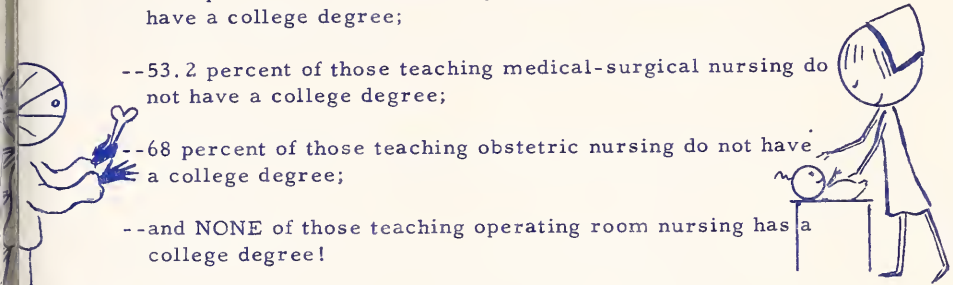 have a college degree;
--53.2 percent of those teaching medical-surgical nursing do
not have a college degree;
--68 percent of those teaching obstetric nursing do not have
a college degree;
--and NONE of those teaching operating room nursing has a
college degree!